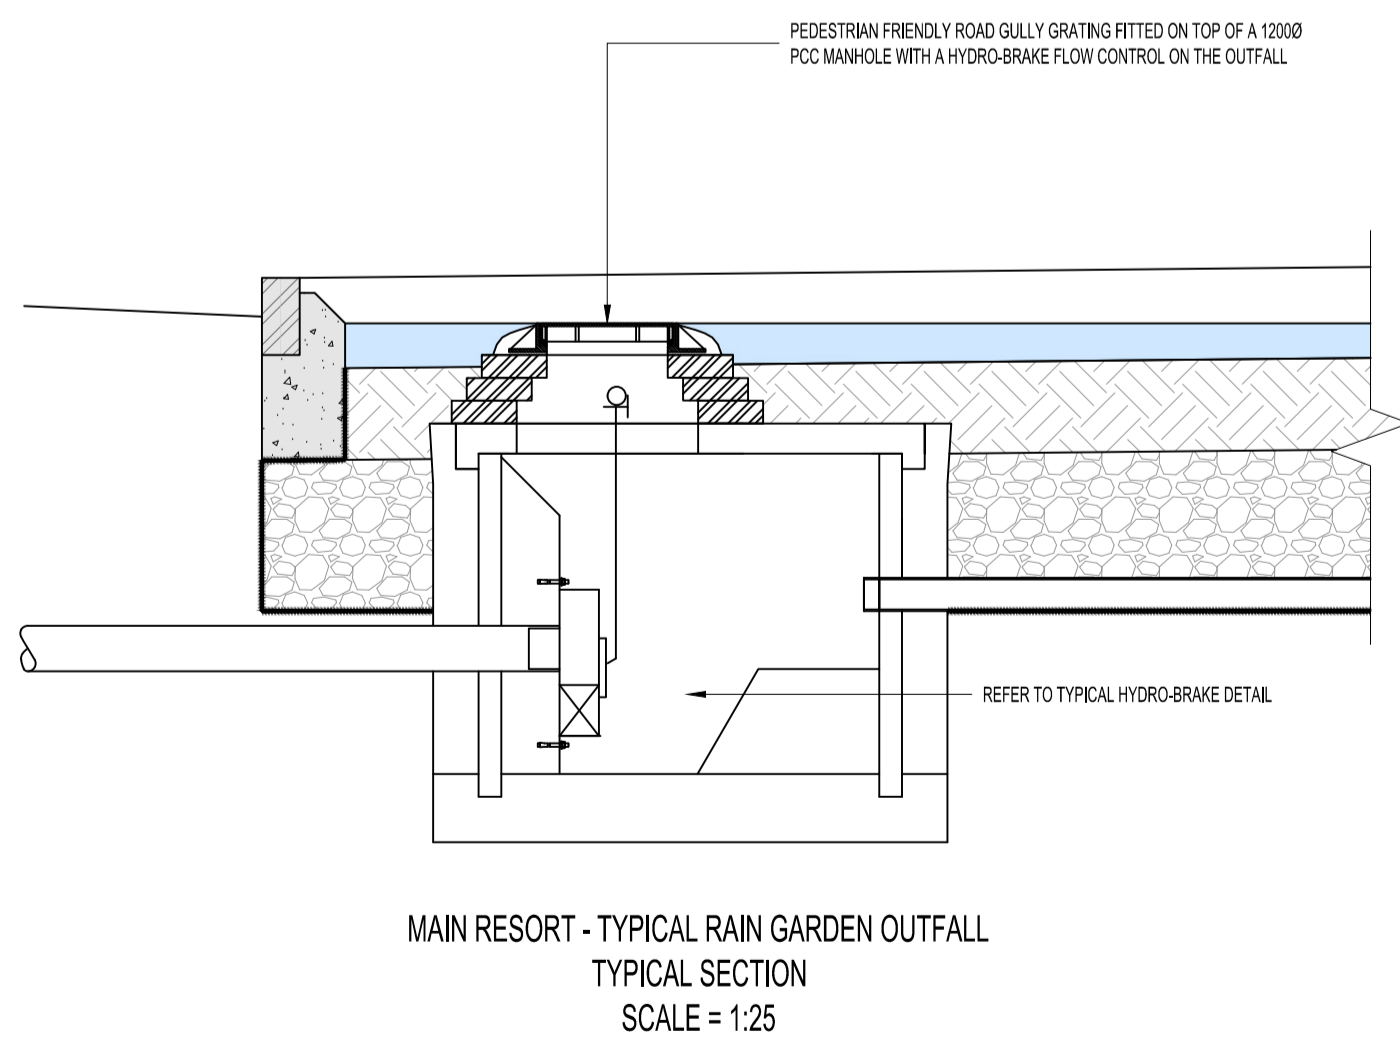 PEDESTRIAN FRIENDLY ROAD GULLY GRATING FITTED ON TOP OF A 1200Ø
PCC MANHOLE WITH A HYDRO-BRAKE FLOW CONTROL ON THE OUTFALL
REFER TO TYPICAL HYDRO-BRAKE DETAIL
MAIN RESORT - TYPICAL RAIN GARDEN OUTFALL
TYPICAL SECTION
SCALE = 1:25